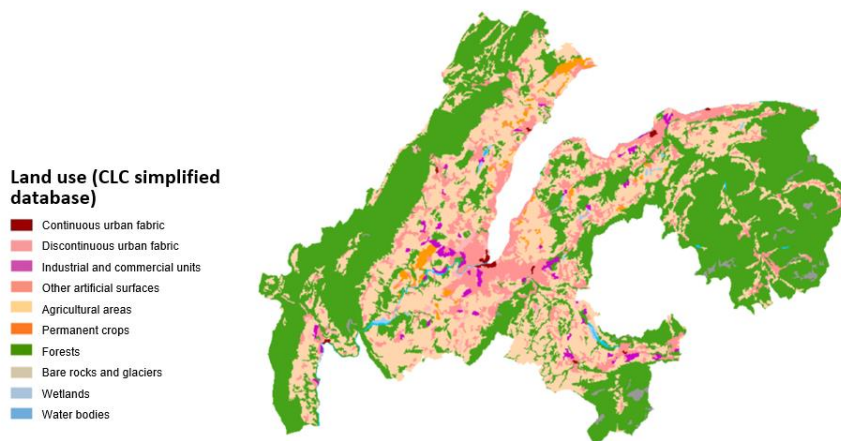 Land use (CLC simplified
database)
Continuous urban fabric
Discontinuous urban fabric
Industrial and commercial units
Other artificial surfaces
Agricultural areas
Permanent crops
Forests
Bare rocks and glaciers
Wetlands
Water bodies